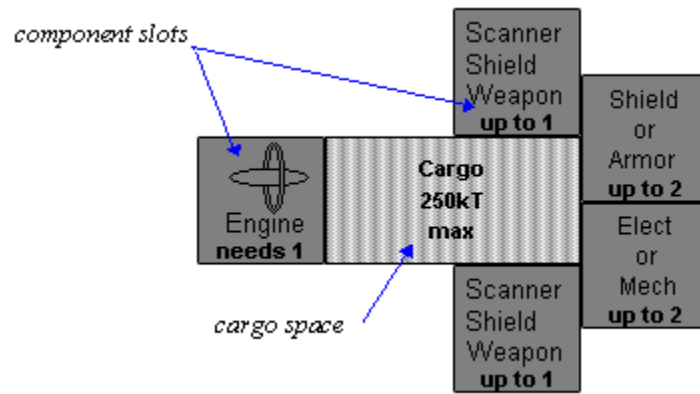 component slots
Scanner
Shield
Weapon
up to 1
Shield
or
Armor
up to 2
Engine
needs 1
Cargo
250kT
max
Elect
or
Mech
up to 2
cargo space
Scanner
Shield
Weapon
up to 1